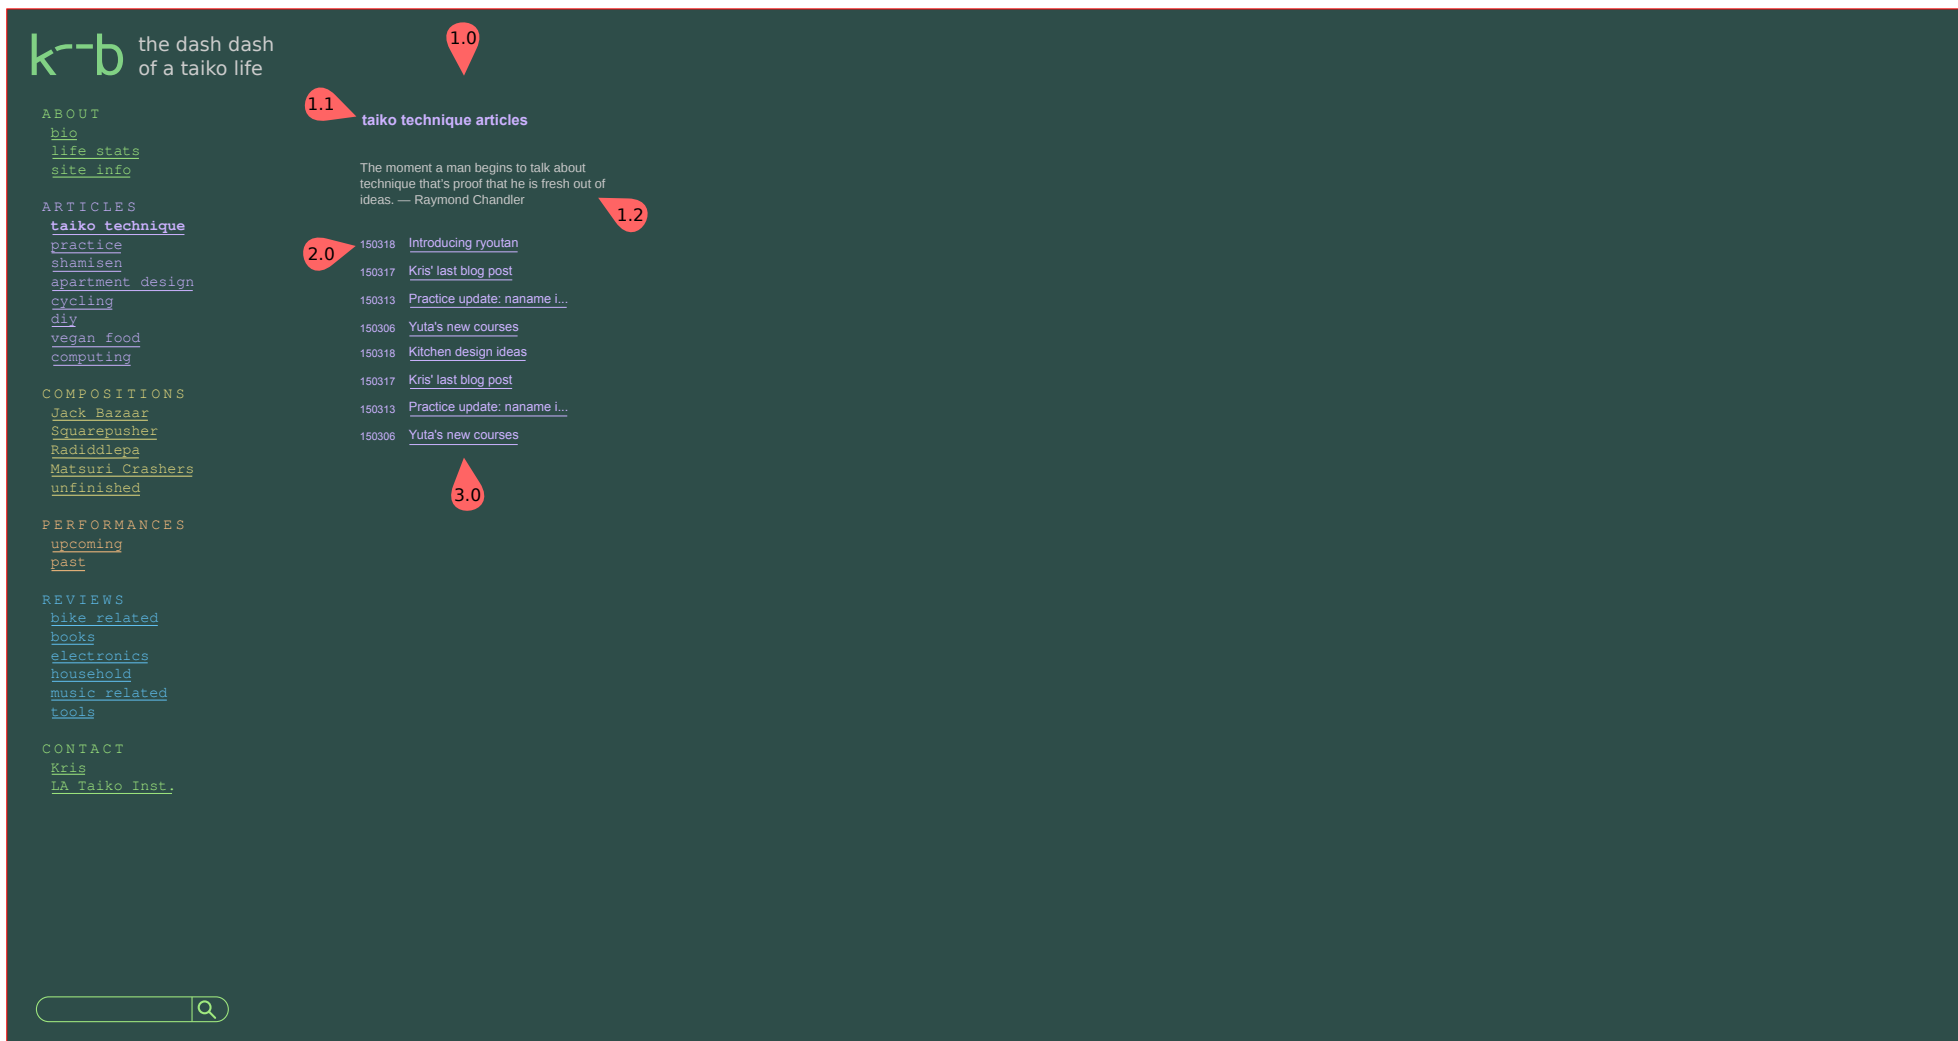 k--b
the dash dash
of a taiko life
1.0
ABOUT
bio
life stats
site info
ARTICLES
taiko technique
practice
shamisen
apartment design
cycling
diy
vegan food
computing
COMPOSITIONS
Jack Bazaar
Squarepusher
Radiddlepa
Matsuri Crashers
unfinished
PERFORMANCES
upcoming
past
REVIEWS
bike related
books
electronics
household
music related
tools
CONTACT
Kris
LA Taiko Inst.
1.1
taiko technique articles
The moment a man begins to talk about
technique that's proof that he is fresh out of
ideas. — Raymond Chandler
1.2
2.0
150318 Introducing ryoutan
150317 Kris' last blog post
150313 Practice update: naname i...
150306 Yuta's new courses
150318 Kitchen design ideas
150317 Kris' last blog post
150313 Practice update: naname i...
150306 Yuta's new courses
3.0